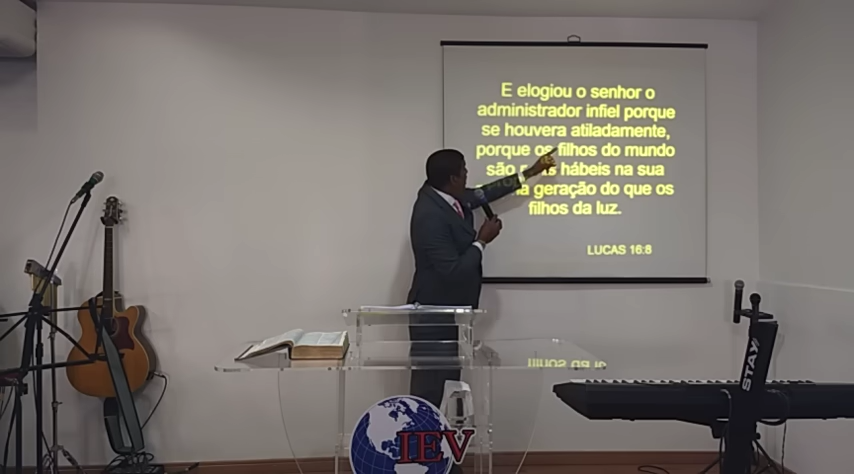 E elogiou o senhor o
administrador infiel porque
se houvera atiladamente,
porque os filhos do mundo
são hábeis na sua
geração do que os
filhos da luz.
LUCAS 16:8
STAY
IEV